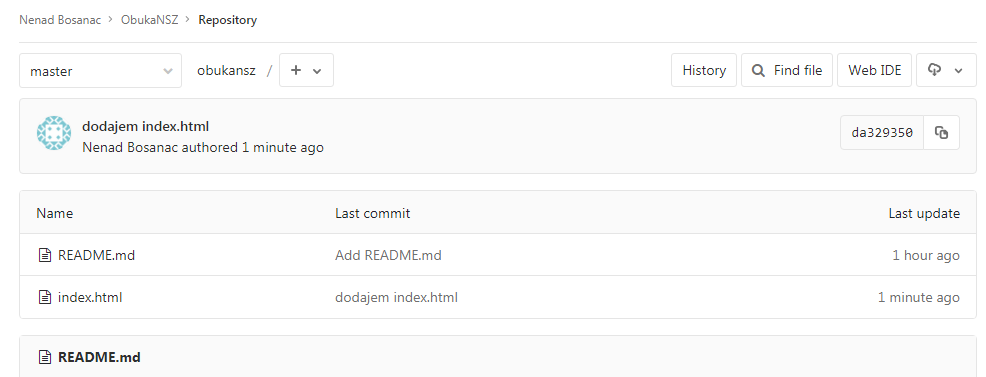 Nenad Bosanac > ObukaNSZ > Repository
master obukansz / + History Find file Web IDE
dodajem index.html
Nenad Bosanac authored 1 minute ago
da329350
Name Last commit Last update
README.md Add README.md 1 hour ago
index.html dodajem index.html 1 minute ago
README.md